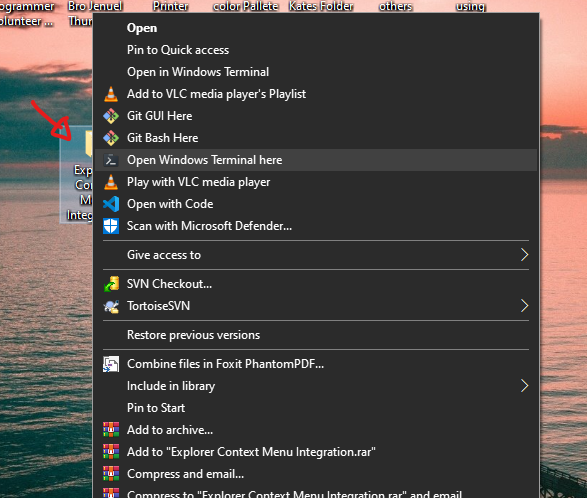 ogrammer Bro Jenuel Printer color Pallete Kates Folder others using
olunteer ... Thu
Open
Pin to Quick access
Open in Windows Terminal
Add to VLC media player's Playlist
Git GUI Here
Git Bash Here
Open Windows Terminal here
Play with VLC media player
Open with Code
Scan with Microsoft Defender...
Give access to
SVN Checkout...
TortoiseSVN
Restore previous versions
Combine files in Foxit PhantomPDF...
Include in library
Pin to Start
Add to archive...
Add to "Explorer Context Menu Integration.rar"
Compress and email...
Compress to "Explorer Context Menu Integration.rar" and email
Exp
Co
M
Integ